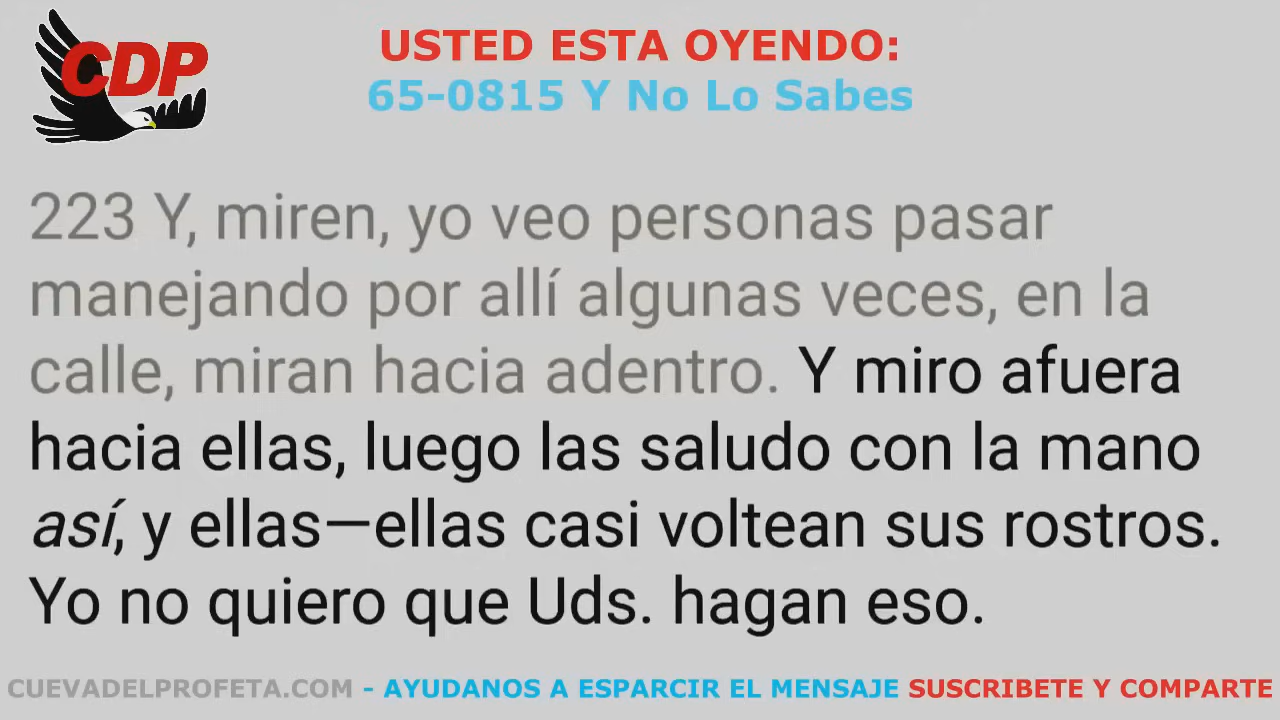 CDP
USTED ESTA OYENDO:
65-0815 Y No Lo Sabes
223 Y, miren, yo veo personas pasar
manejando por allí algunas veces, en la
calle, miran hacia adentro. Y miro afuera
hacia ellas, luego las saludo con la mano
así, y ellas—ellas casi voltean sus rostros.
Yo no quiero que Uds. hagan eso.
CUEVADELPROFETA.COM - AYUDANOS A ESPARCIR EL MENSAJE SUSCRIBETE Y COMPARTE